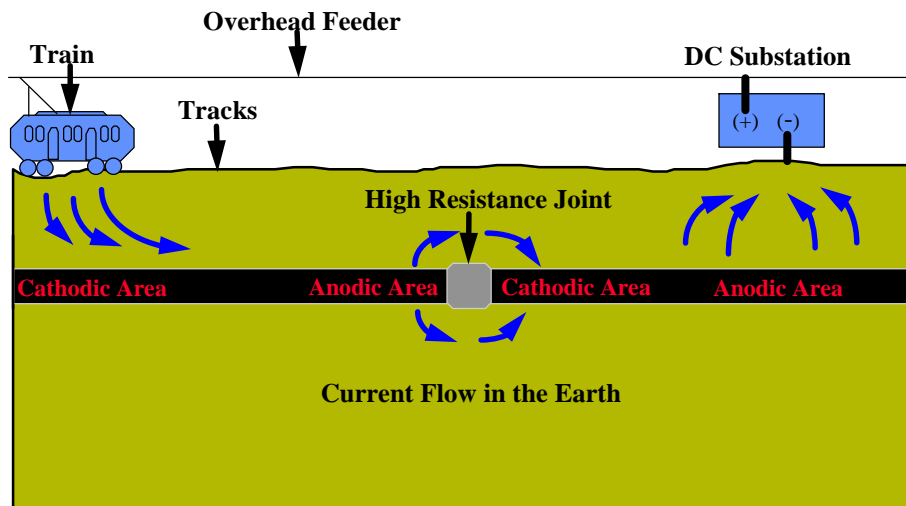 Overhead Feeder
Train
DC Substation
Tracks
(+) (-)
High Resistance Joint
Cathodic Area
Anodic Area
Cathodic Area
Anodic Area
Current Flow in the Earth